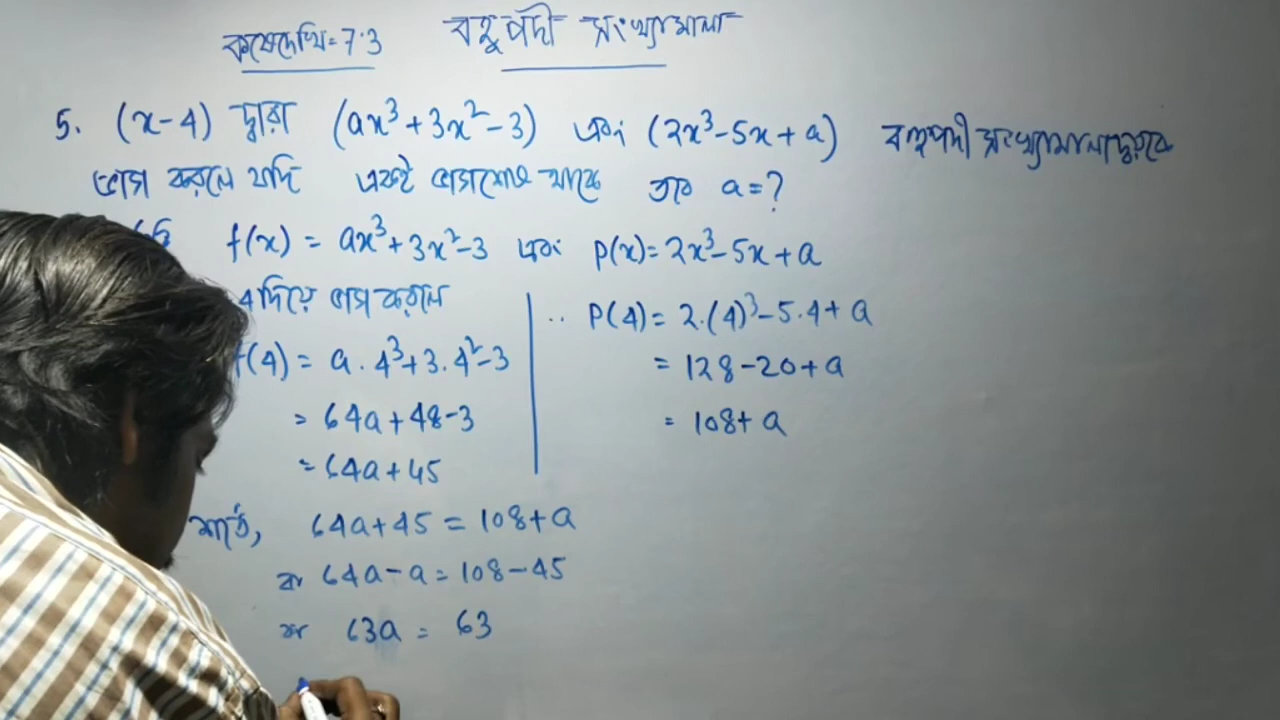 কষেদেখি-7.3 বহুপদী সংখ্যামালা
5. (x-4) দ্বারা (ax³+3x²-3) এবং (2x³-5x+a) বহুপদী সংখ্যামালাদ্বয়কে
ভাগ করলে যদি একই ভাগশেষ থাকে তবে a=?
f(x) = ax³+3x²-3 এবং P(x)=2x³-5x+a
4 দিয়ে ভাগ করলে
∴ P(4) = 2.(4)³-5.4+a
f(4) = a.4³+3.4²-3
= 128-20+a
= 64a+48-3
= 108+a
= 64a+45
শর্তে, 64a+45 = 108+a
বা 64a-a = 108-45
বা 63a = 63